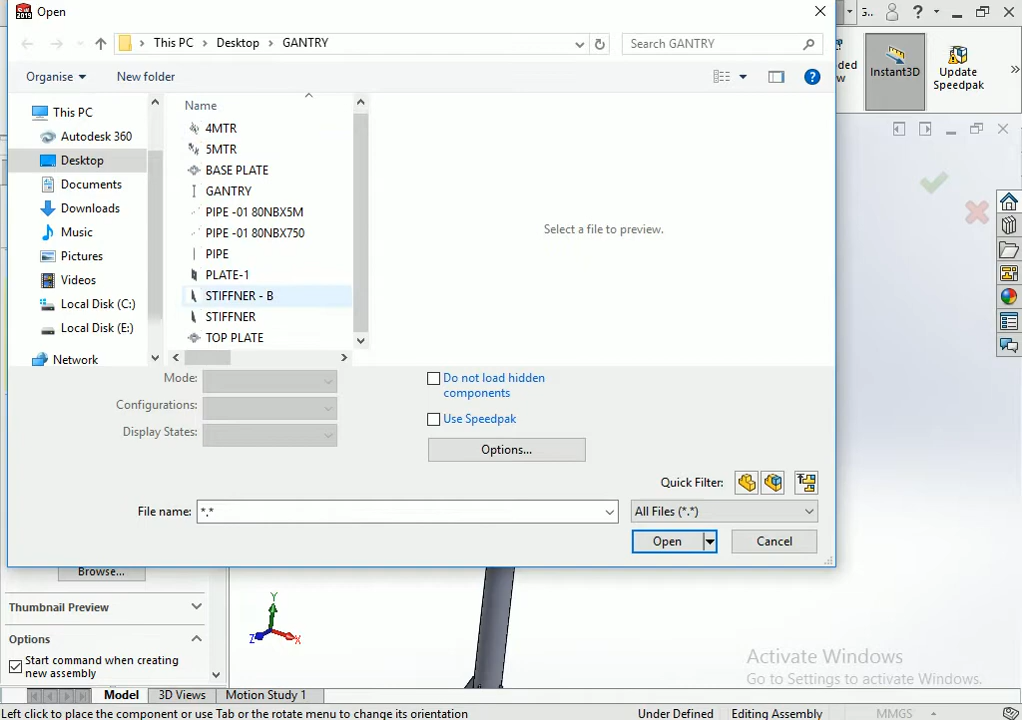 2019
Open
5..
?
This PC
Desktop
GANTRY
Search GANTRY
Organise
New folder
Instant3D
Update
Speedpak
ded
w
»
This PC
Autodesk 360
Desktop
Documents
Downloads
Music
Pictures
Videos
Local Disk (C:)
Local Disk (E:)
Network
Name
4MTR
5MTR
BASE PLATE
GANTRY
PIPE -01 80NBX5M
PIPE -01 80NBX750
PIPE
PLATE-1
STIFFNER - B
STIFFNER
TOP PLATE
Select a file to preview.
Mode:
Configurations:
Display States:
Do not load hidden
components
Use Speedpak
Options...
Quick Filter:
File name:
*.*
All Files (*.*)
Open
Cancel
Browse...
Thumbnail Preview
Options
Start command when creating
new assembly
Y
Z
X
Activate Windows
Go to Settings to activate Windows.
Model
3D Views
Motion Study 1
Left click to place the component or use Tab or the rotate menu to change its orientation
Under Defined
Editing Assembly
MMGS